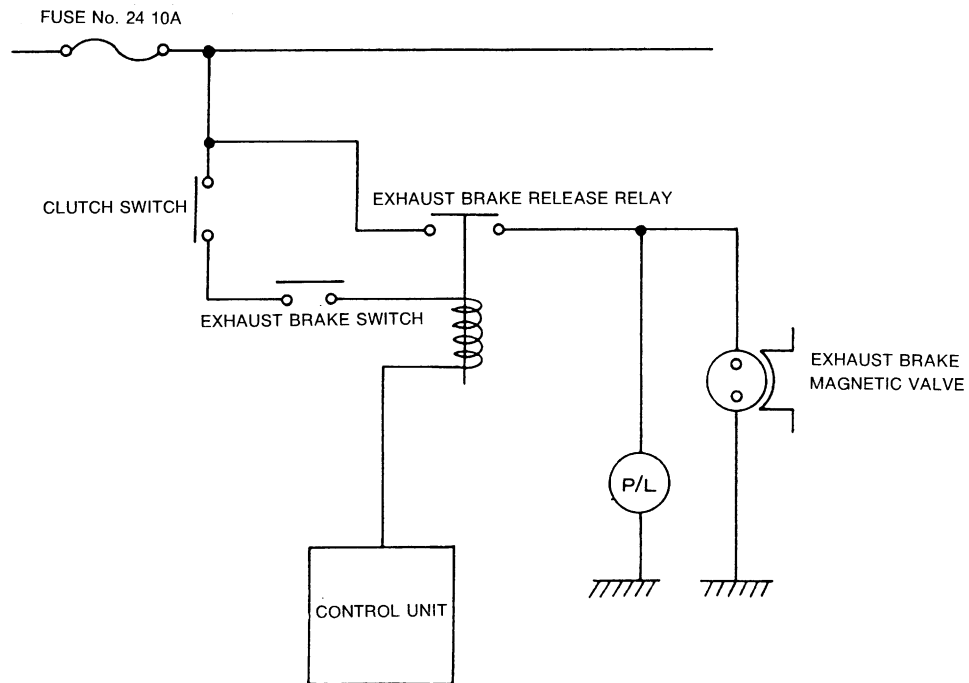 FUSE No. 24 10A
CLUTCH SWITCH
EXHAUST BRAKE RELEASE RELAY
EXHAUST BRAKE SWITCH
EXHAUST BRAKE
MAGNETIC VALVE
P/L
CONTROL UNIT